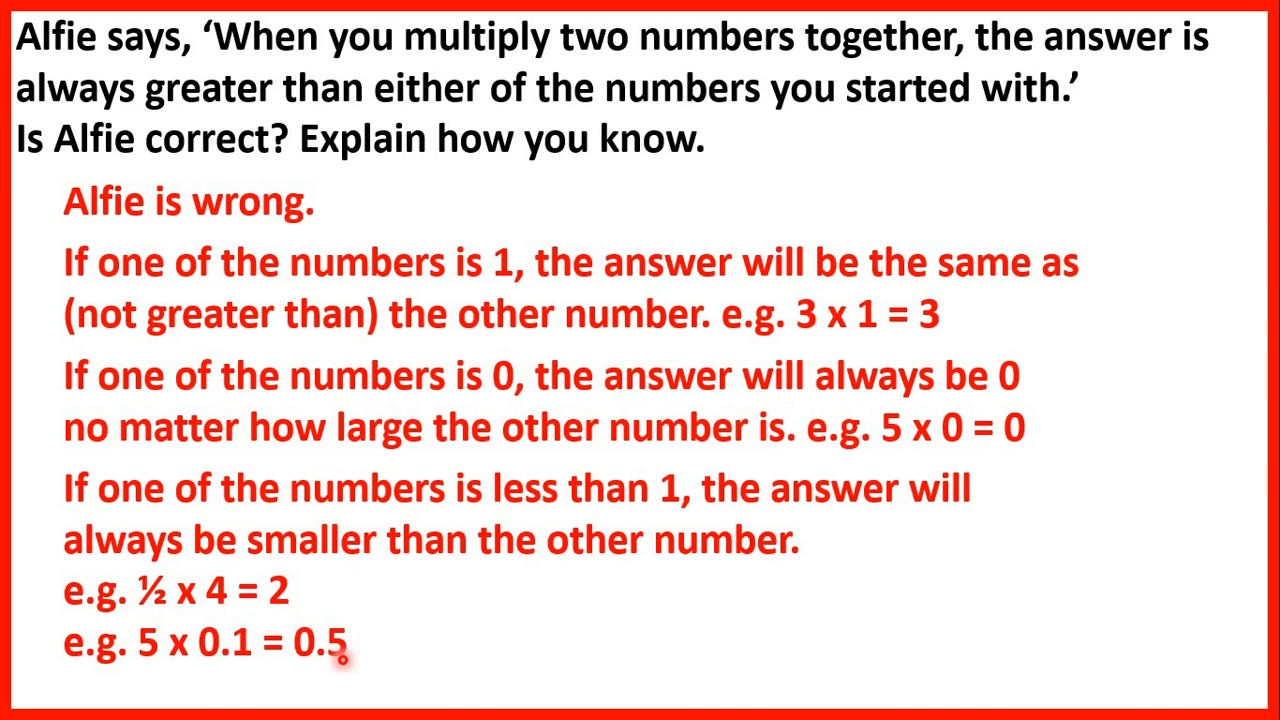 Alfie says, ‘When you multiply two numbers together, the answer is
always greater than either of the numbers you started with.’
Is Alfie correct? Explain how you know.
Alfie is wrong.
If one of the numbers is 1, the answer will be the same as
(not greater than) the other number. e.g. 3 x 1 = 3
If one of the numbers is 0, the answer will always be 0
no matter how large the other number is. e.g. 5 x 0 = 0
If one of the numbers is less than 1, the answer will
always be smaller than the other number.
e.g. ½ x 4 = 2
e.g. 5 x 0.1 = 0.5